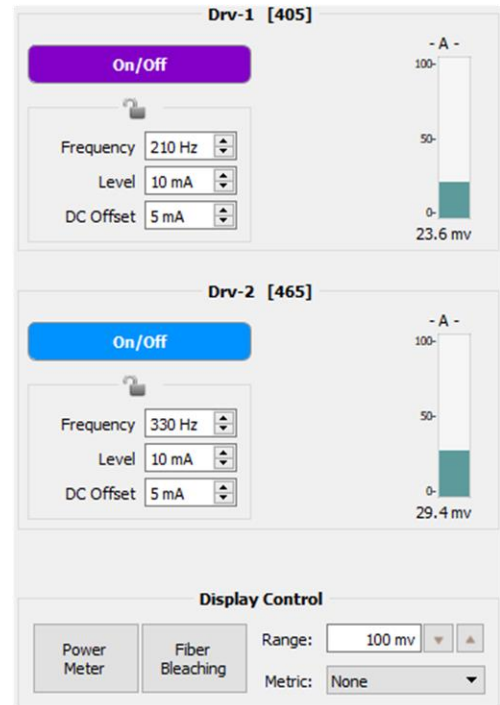 Drv-1 [405]
On/Off
- A -
100-
50-
0-
23.6 mv
Frequency 210 Hz
Level 10 mA
DC Offset 5 mA
Drv-2 [465]
On/Off
- A -
100-
50-
0-
29.4 mv
Frequency 330 Hz
Level 10 mA
DC Offset 5 mA
Display Control
Power
Meter
Fiber
Bleaching
Range: 100 mv
Metric: None